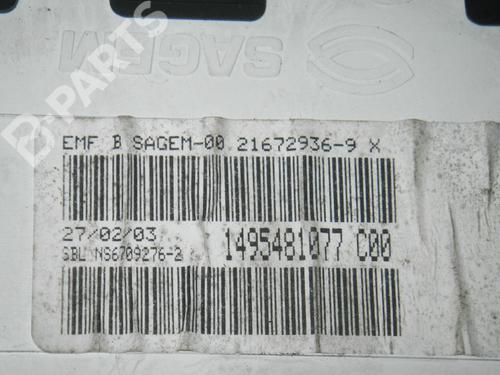 SAGEM
B-PARTS
EMF B SAGEM-00 21672936-9 X
27/02/03
1495481077 C00
SBL NS6709276-2